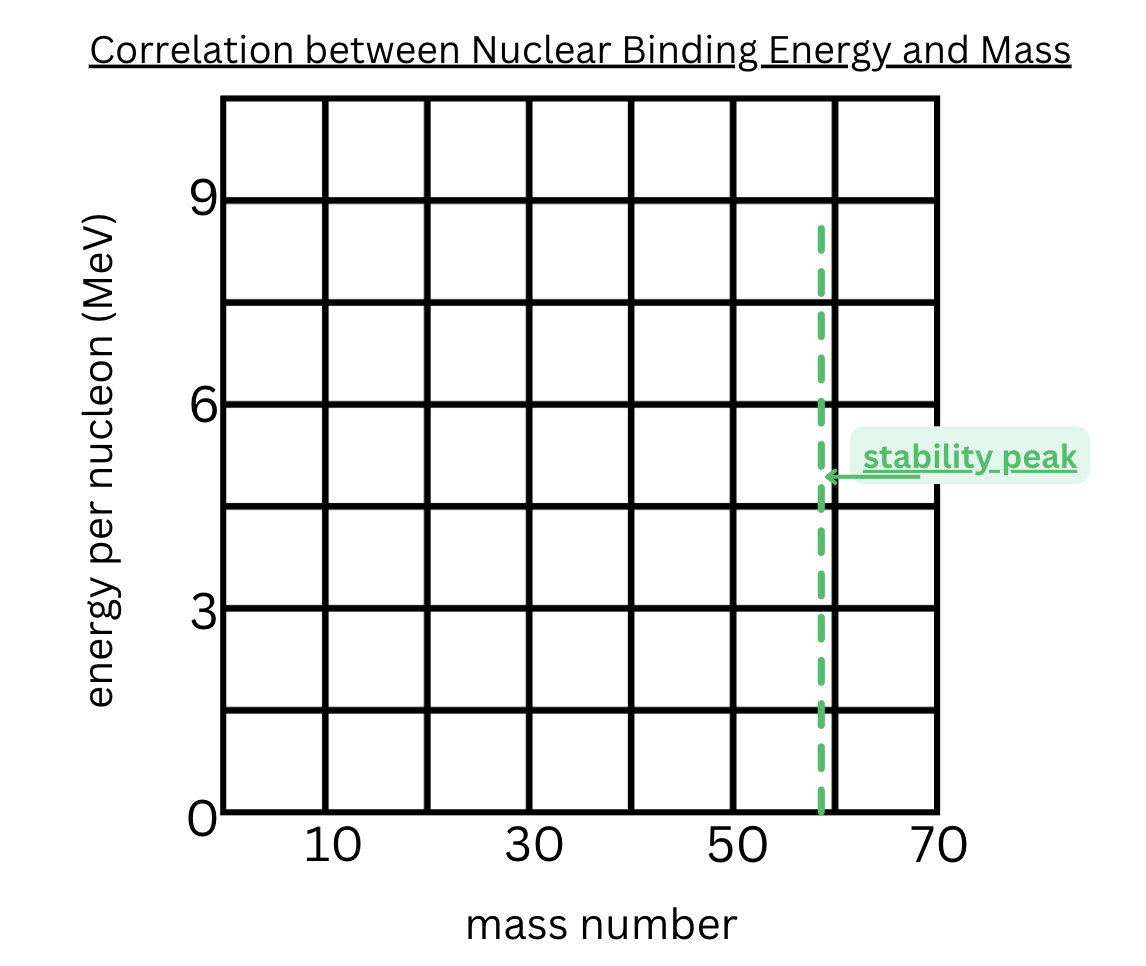 Correlation between Nuclear Binding Energy and Mass
9
6
3
0
energy per nucleon (MeV)
stability peak
10 30 50 70
mass number